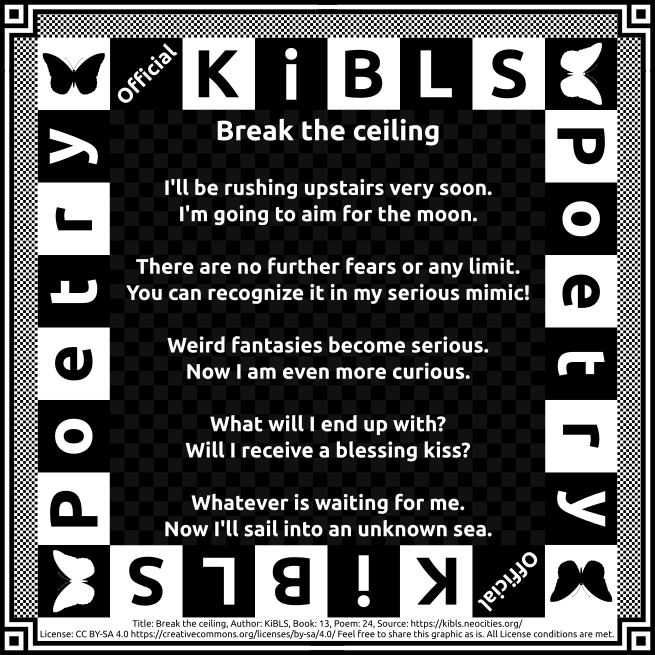 Official KiBLS
Poetry
Poetry
Break the ceiling
I'll be rushing upstairs very soon.
I'm going to aim for the moon.
There are no further fears or any limit.
You can recognize it in my serious mimic!
Weird fantasies become serious.
Now I am even more curious.
What will I end up with?
Will I receive a blessing kiss?
Whatever is waiting for me.
Now I'll sail into an unknown sea.
Official KiBLS
Title: Break the ceiling, Author: KiBLS, Book: 13, Poem: 24, Source: https://kibls.neocities.org/
License: CC BY-SA 4.0 https://creativecommons.org/licenses/by-sa/4.0/ Feel free to share this graphic as is. All License conditions are met.